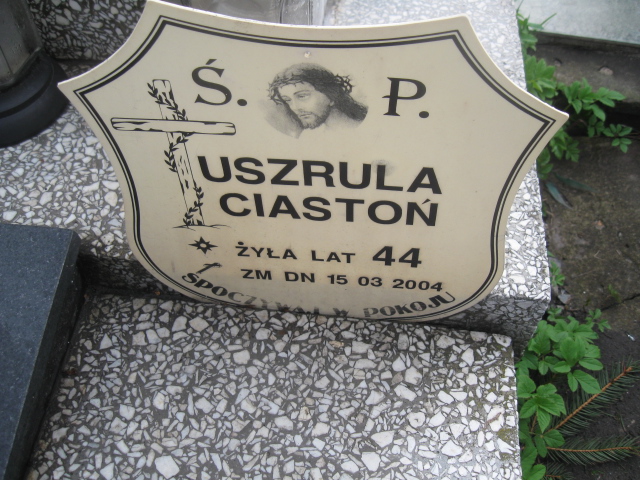 Ś. P.
USZRULA
CIASTOŃ
ŻYŁA LAT 44
ZM DN 15 03 2004
SPOCZYWAJ W POKOJU